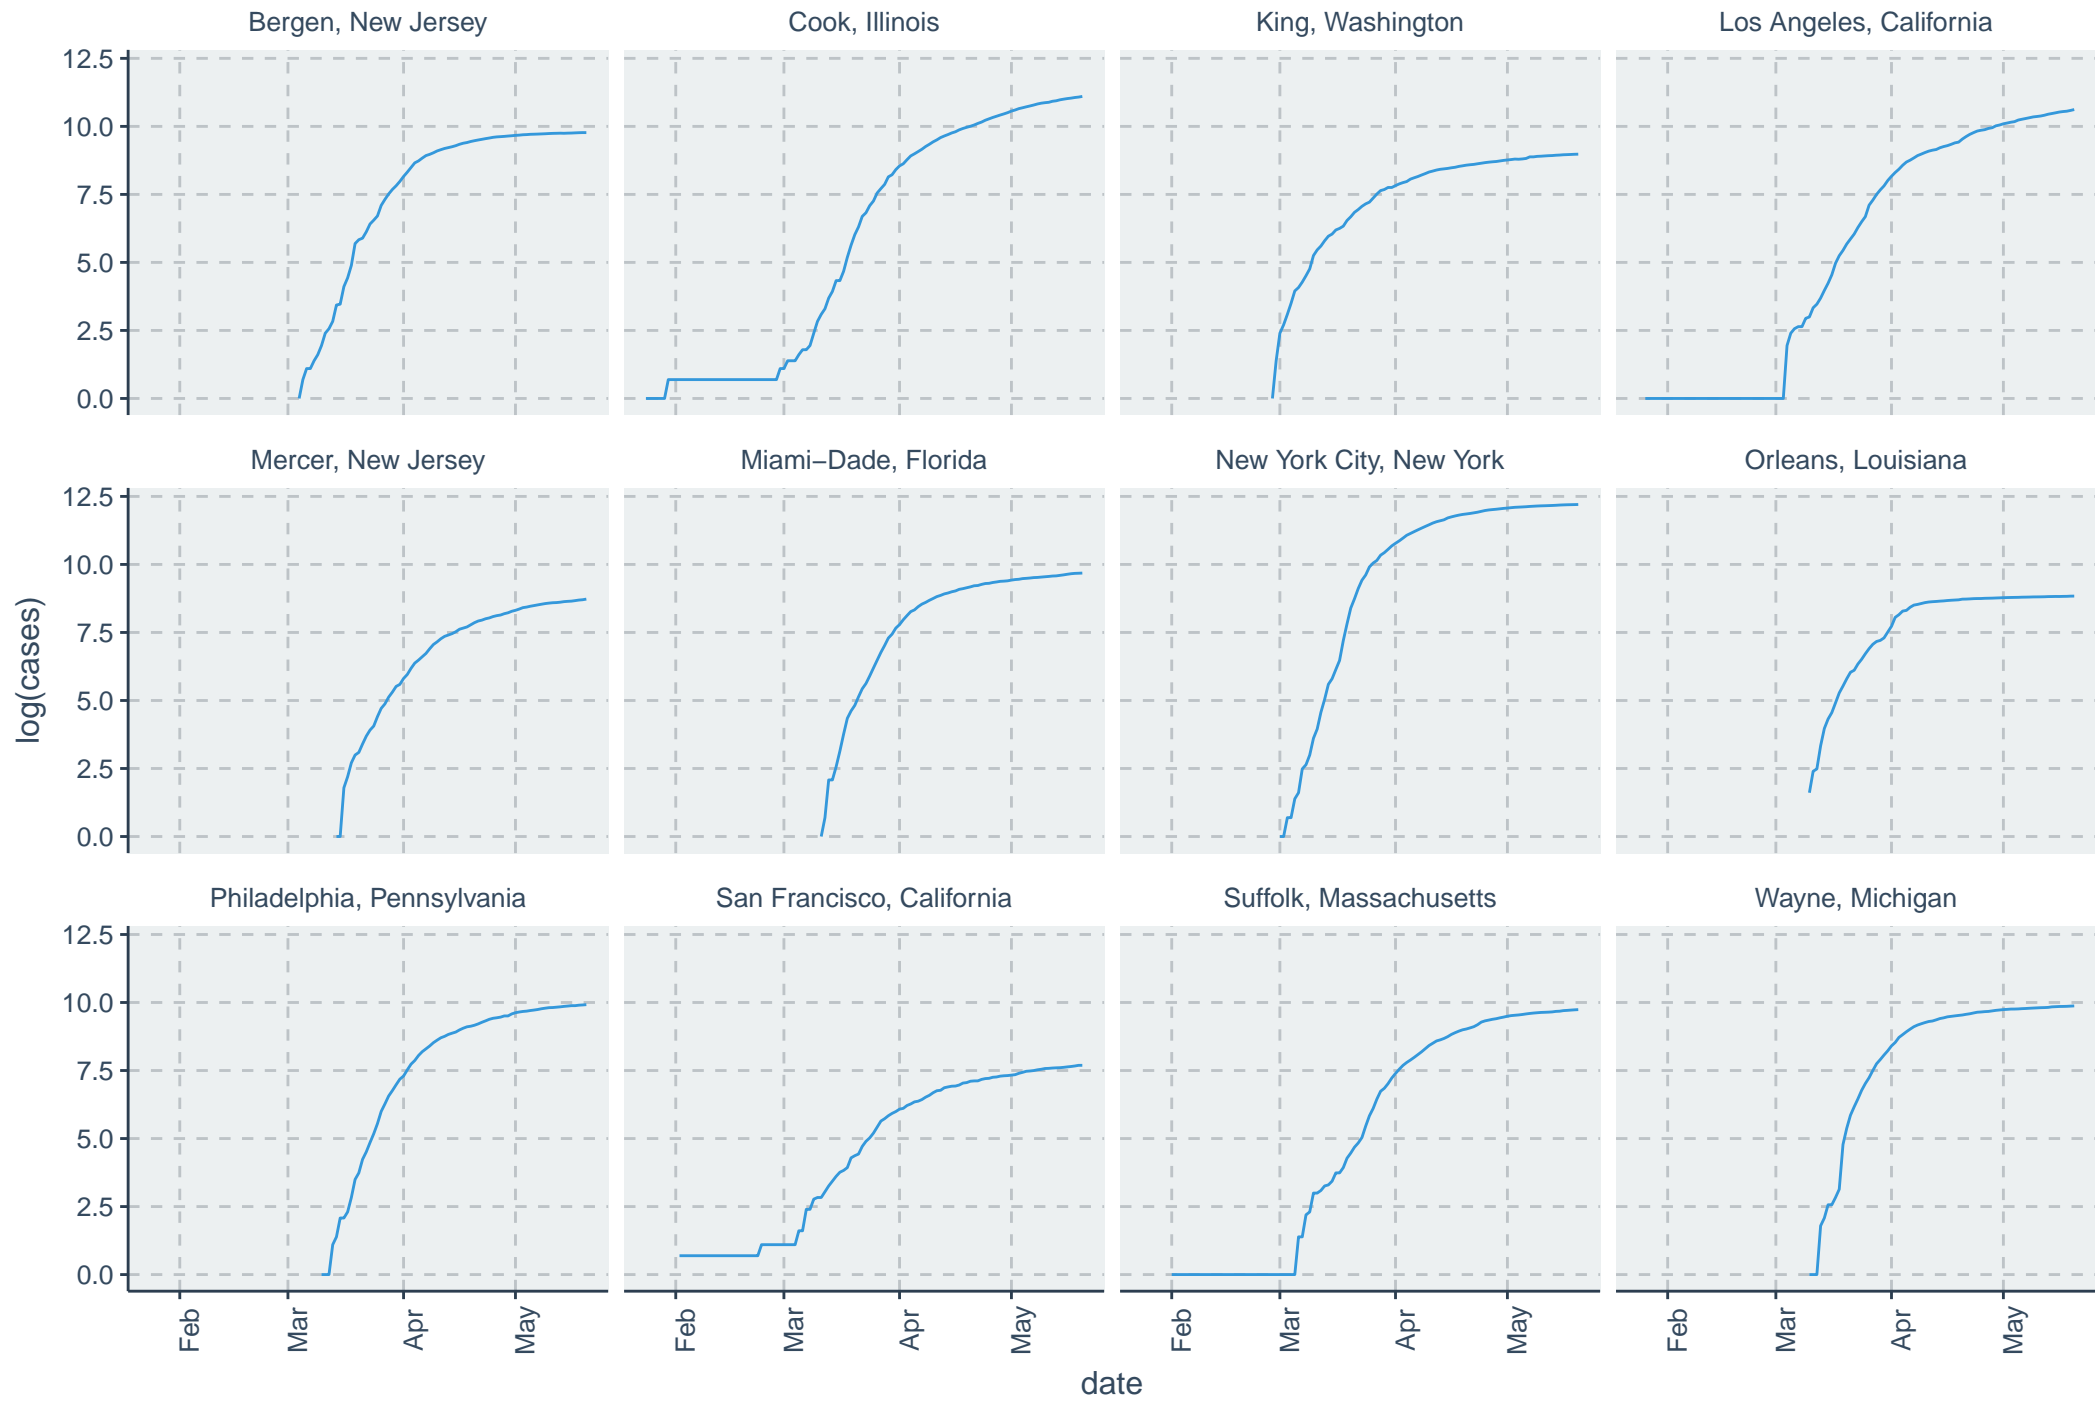 Bergen, New Jersey
Cook, Illinois
King, Washington
Los Angeles, California
12.5
10.0
7.5
5.0
2.5
0.0
Mercer, New Jersey
Miami−Dade, Florida
New York City, New York
Orleans, Louisiana
12.5
10.0
7.5
5.0
2.5
0.0
log(cases)
Philadelphia, Pennsylvania
San Francisco, California
Suffolk, Massachusetts
Wayne, Michigan
12.5
10.0
7.5
5.0
2.5
0.0
Feb
Mar
Apr
May
Feb
Mar
Apr
May
Feb
Mar
Apr
May
Feb
Mar
Apr
May
date